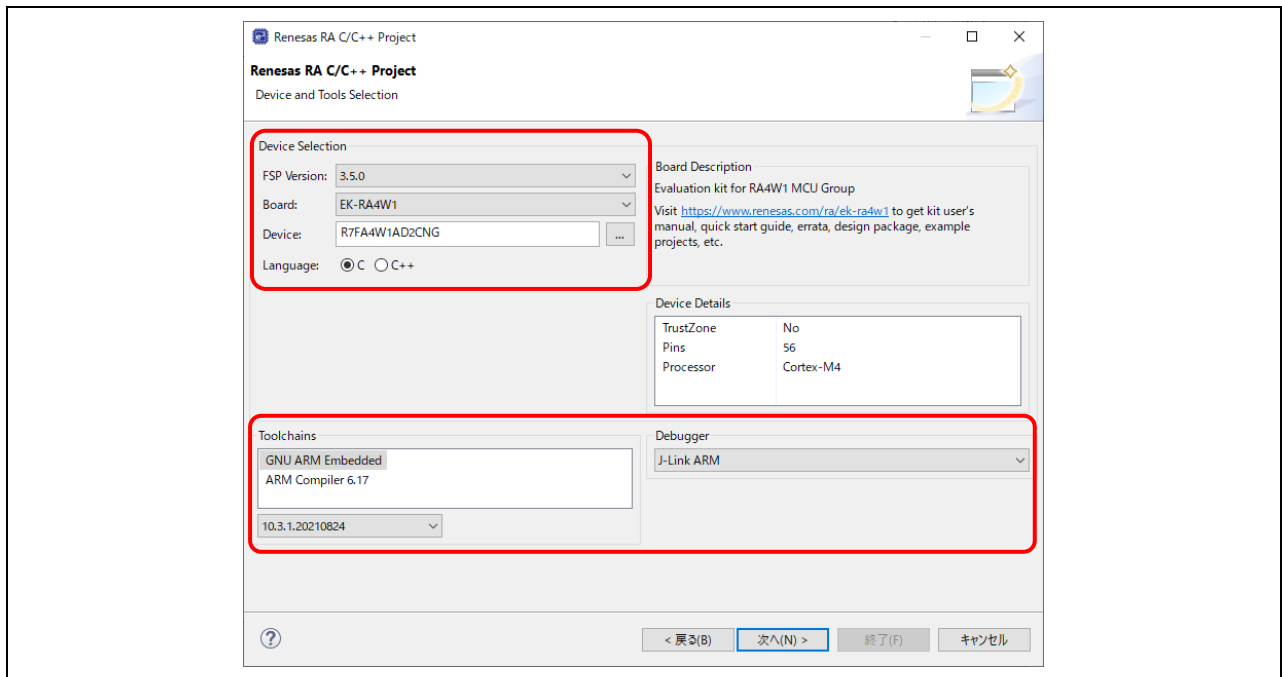 Renesas RA C/C++ Project
Renesas RA C/C++ Project
Device and Tools Selection
Device Selection
FSP Version: 3.5.0
Board: EK-RA4W1
Device: R7FA4W1AD2CNG ...
Language: C C++
Board Description
Evaluation kit for RA4W1 MCU Group
Visit https://www.renesas.com/ra/ek-ra4w1 to get kit user's
manual, quick start guide, errata, design package, example
projects, etc.
Device Details
TrustZone No
Pins 56
Processor Cortex-M4
Toolchains
GNU ARM Embedded
ARM Compiler 6.17
10.3.1.20210824
Debugger
J-Link ARM
?
< 戻る(B) 次へ(N) > 終了(F) キャンセル